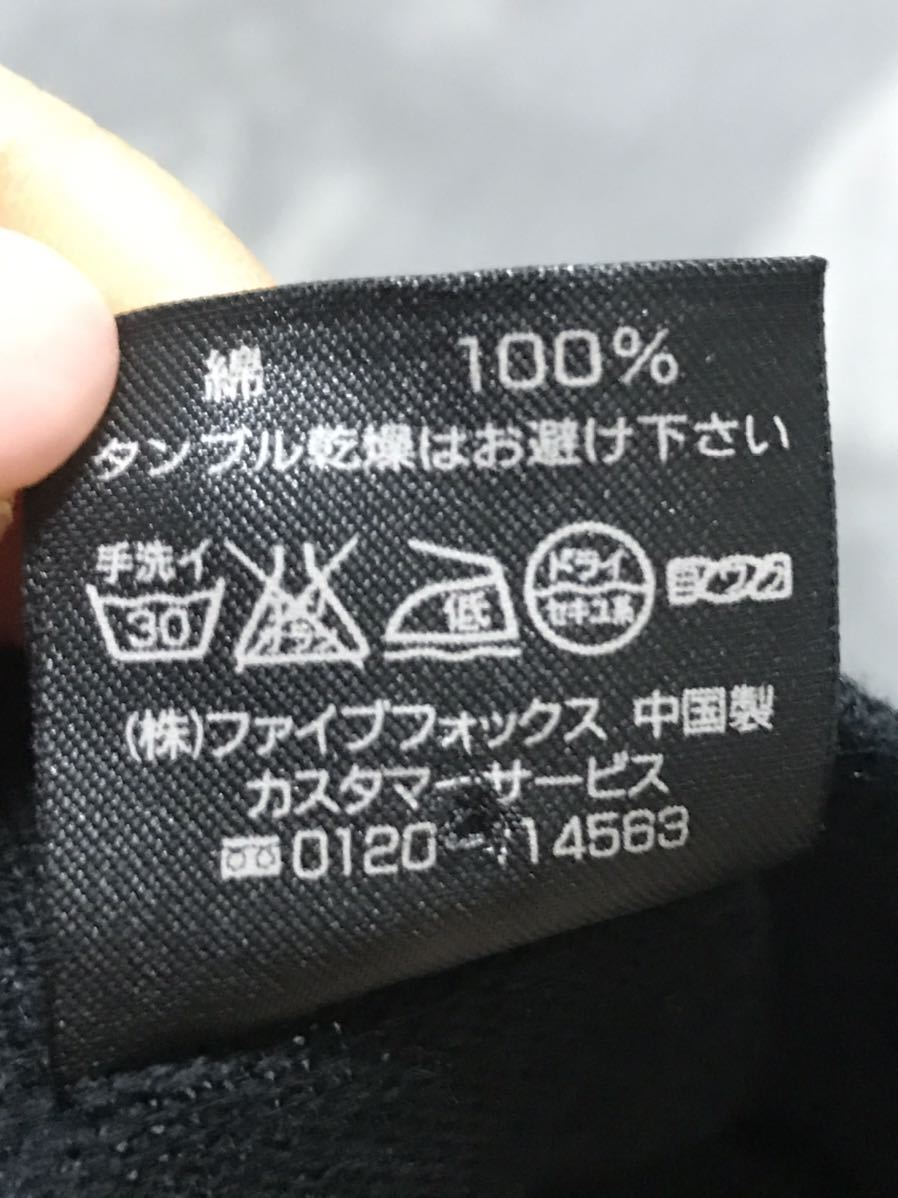 綿 100%
タンブル乾燥はお避け下さい
手洗イ
30
低
ドライ
セキユ系
(株)ファイブフォックス 中国製
カスタマーサービス
0120 14563